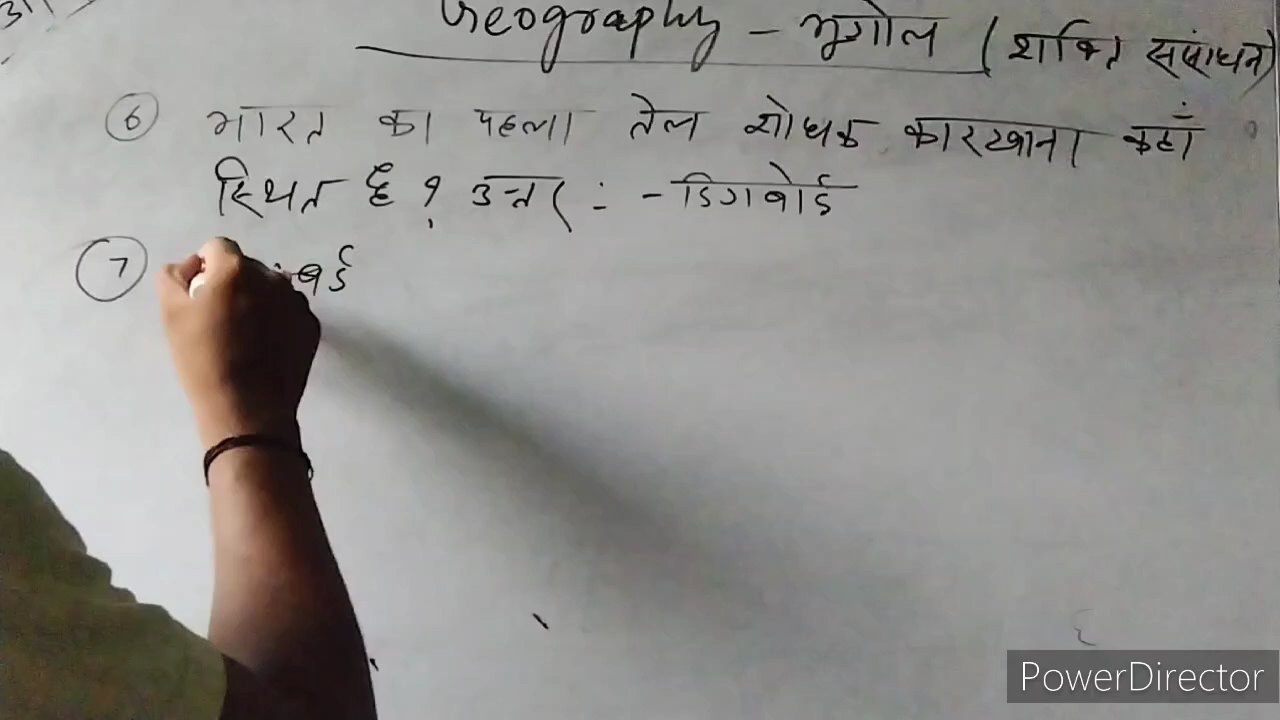 Geography - भूगोल (शक्ति संसाधन)
⑥ भारत का पहला तेल शोधक कारखाना कहाँ
स्थित है ? उत्तर :- डिगबोई
⑦
PowerDirector